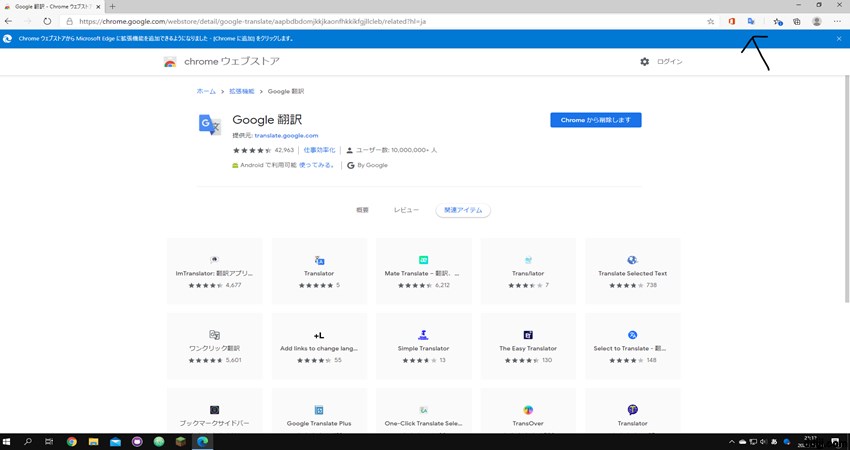 Google 翻訳 - Chrome ウェブスト
https://chrome.google.com/webstore/detail/google-translate/aapbdbdomjkkjkaonfhkkikfgjllcleb/related?hl=ja
Chrome ウェブストアから Microsoft Edge に拡張機能を追加できるようになりました - [Chrome に追加] をクリックします。
chrome ウェブストア
ログイン
ホーム > 拡張機能 > Google 翻訳
Google 翻訳
Chrome から削除します
提供元: translate.google.com
42,963 仕事効率化 ユーザー数: 10,000,000+ 人
Android で利用可能 使ってみる。 By Google
概要 レビュー 関連アイテム
ImTranslator: 翻訳アプリ... Translator Mate Translate – 翻訳、... Trans/lator Translate Selected Text
4,677 5 6,212 7 738
ワンクリック翻訳 Add links to change lang... Simple Translator The Easy Translator Select to Translate - 翻...
5,601 55 13 130 148
ブックマークサイドバー Google Translate Plus One-Click Translate Sele... TransOver Translator